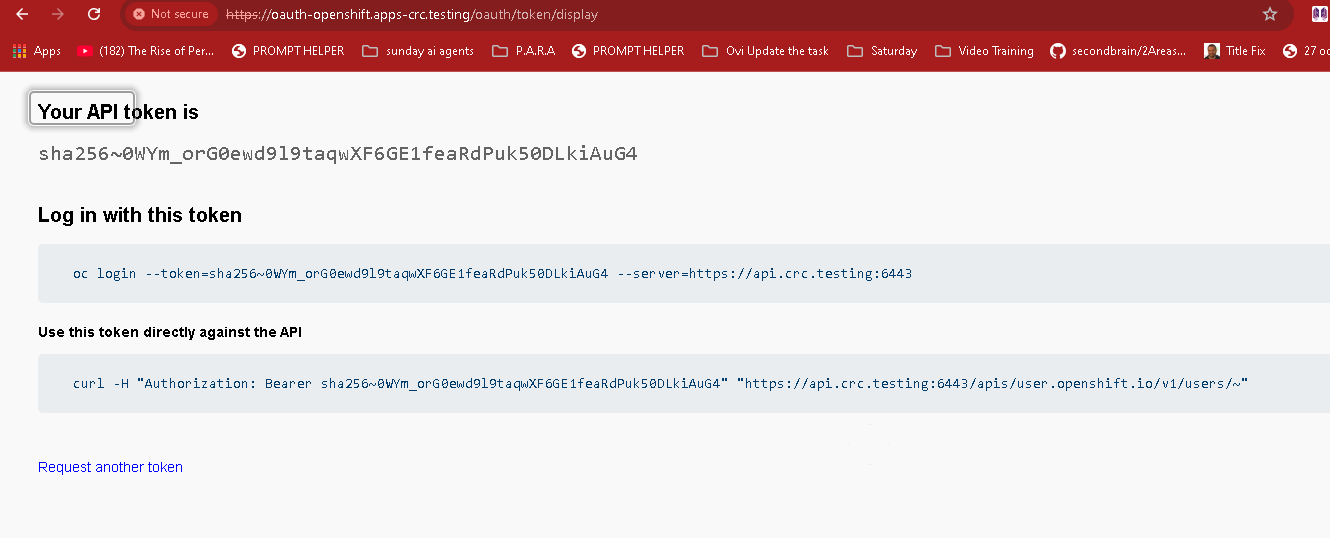 Not secure https://oauth-openshift.apps-crc.testing/oauth/token/display
Apps (182) The Rise of Per... PROMPT HELPER sunday ai agents P.A.R.A PROMPT HELPER Ovi Update the task Saturday Video Training secondbrain/2Areas... Title Fix 27 oc
Your API token is
sha256~0WYm_orG0ewd9l9taqwXF6GE1feaRdPuk50DLkiAuG4
Log in with this token
oc login --token=sha256~0WYm_orG0ewd9l9taqwXF6GE1feaRdPuk50DLkiAuG4 --server=https://api.crc.testing:6443
Use this token directly against the API
curl -H "Authorization: Bearer sha256~0WYm_orG0ewd9l9taqwXF6GE1feaRdPuk50DLkiAuG4" "https://api.crc.testing:6443/apis/user.openshift.io/v1/users/~"
Request another token